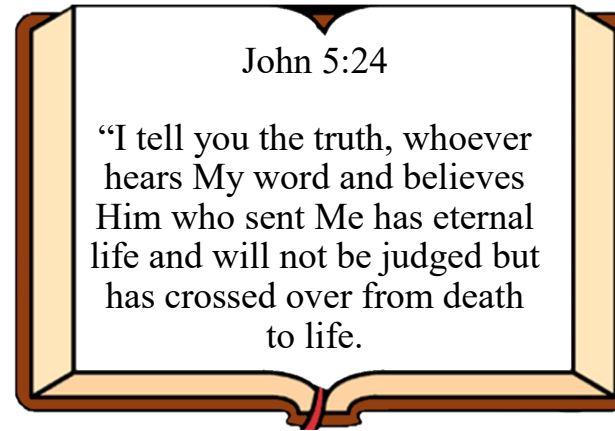 John 5:24
“I tell you the truth, whoever
hears My word and believes
Him who sent Me has eternal
life and will not be judged but
has crossed over from death
to life.